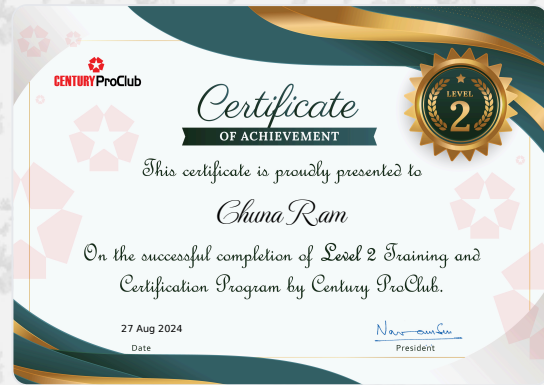 CENTURY ProClub
LEVEL
2
Certificate
OF ACHIEVEMENT
This certificate is proudly presented to
Chuna Ram
On the successful completion of Level 2 Training and
Certification Program by Century ProClub.
27 Aug 2024
Date
President